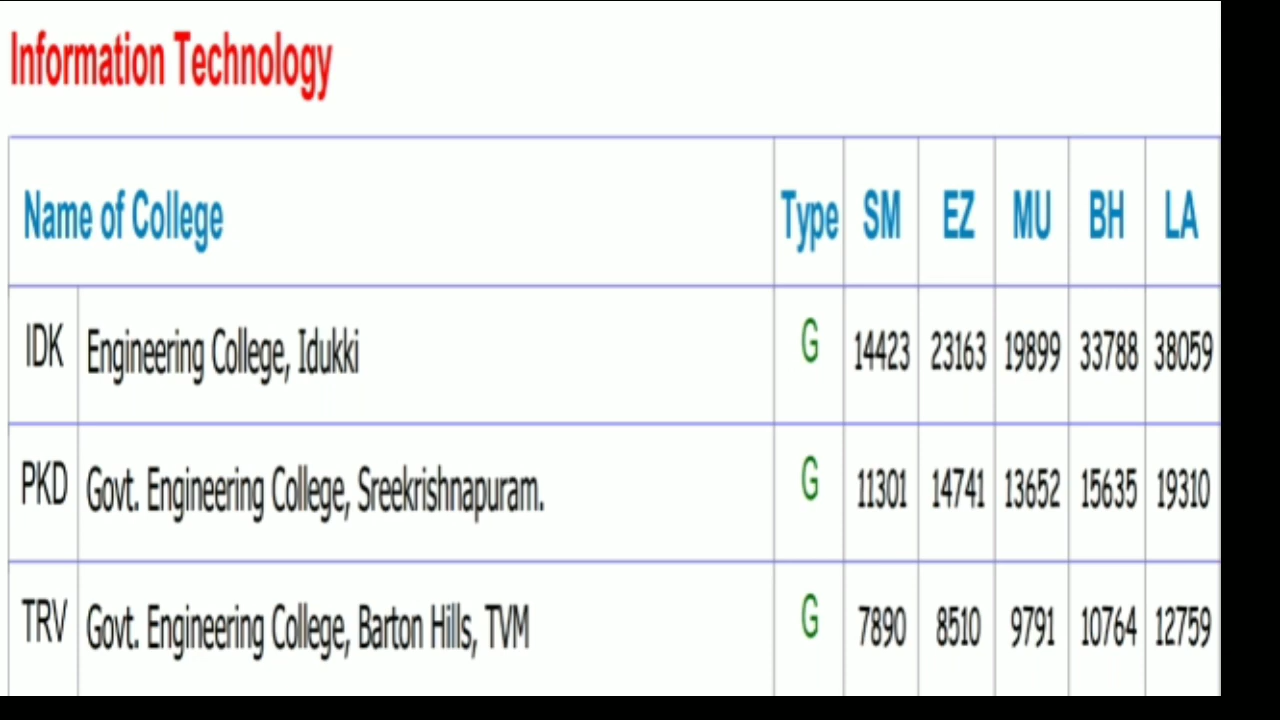 Information Technology
Name of College Type SM EZ MU BH LA
IDK Engineering College, Idukki G 14423 23163 19899 33788 38059
PKD Govt. Engineering College, Sreekrishnapuram. G 11301 14741 13652 15635 19310
TRV Govt. Engineering College, Barton Hills, TVM G 7890 8510 9791 10764 12759